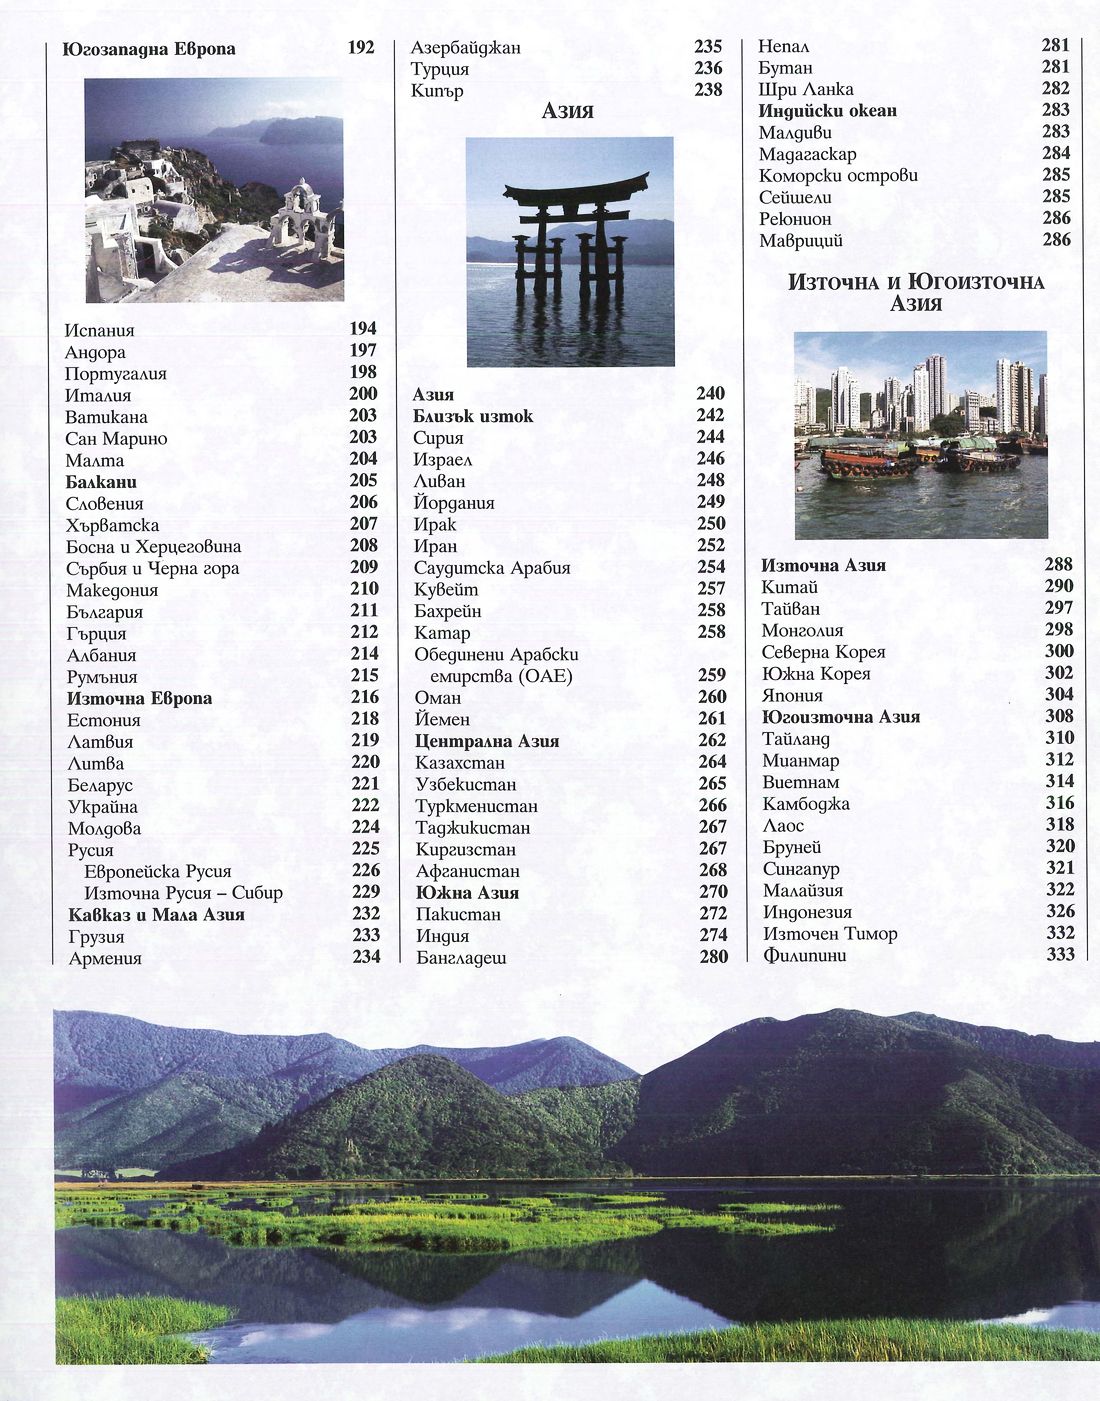 Югозападна Европа 192
Испания 194
Андора 197
Португалия 198
Италия 200
Ватикана 203
Сан Марино 203
Малта 204
Балкани 205
Словения 206
Хърватска 207
Босна и Херцеговина 208
Сърбия и Черна гора 209
Македония 210
България 211
Гърция 212
Албания 214
Румъния 215
Източна Европа 216
Естония 218
Латвия 219
Литва 220
Беларус 221
Украйна 222
Молдова 224
Русия 225
Европейска Русия 226
Източна Русия – Сибир 229
Кавказ и Мала Азия 232
Грузия 233
Армения 234
Азербайджан 235
Турция 236
Кипър 238
Азия
Азия 240
Близък изток 242
Сирия 244
Израел 246
Ливан 248
Йордания 249
Ирак 250
Иран 252
Саудитска Арабия 254
Кувейт 257
Бахрейн 258
Катар 258
Обединени Арабски
емирства (ОАЕ) 259
Оман 260
Йемен 261
Централна Азия 262
Казахстан 264
Узбекистан 265
Туркменистан 266
Таджикистан 267
Киргизстан 267
Афганистан 268
Южна Азия 270
Пакистан 272
Индия 274
Бангладеш 280
Непал 281
Бутан 281
Шри Ланка 282
Индийски океан 283
Малдиви 283
Мадагаскар 284
Коморски острови 285
Сейшели 285
Реюнион 286
Мавриций 286
Източна и Югоизточна
Азия
Източна Азия 288
Китай 290
Тайван 297
Монголия 298
Северна Корея 300
Южна Корея 302
Япония 304
Югоизточна Азия 308
Тайланд 310
Мианмар 312
Виетнам 314
Камбоджа 316
Лаос 318
Бруней 320
Сингапур 321
Малайзия 322
Индонезия 326
Източен Тимор 332
Филипини 333